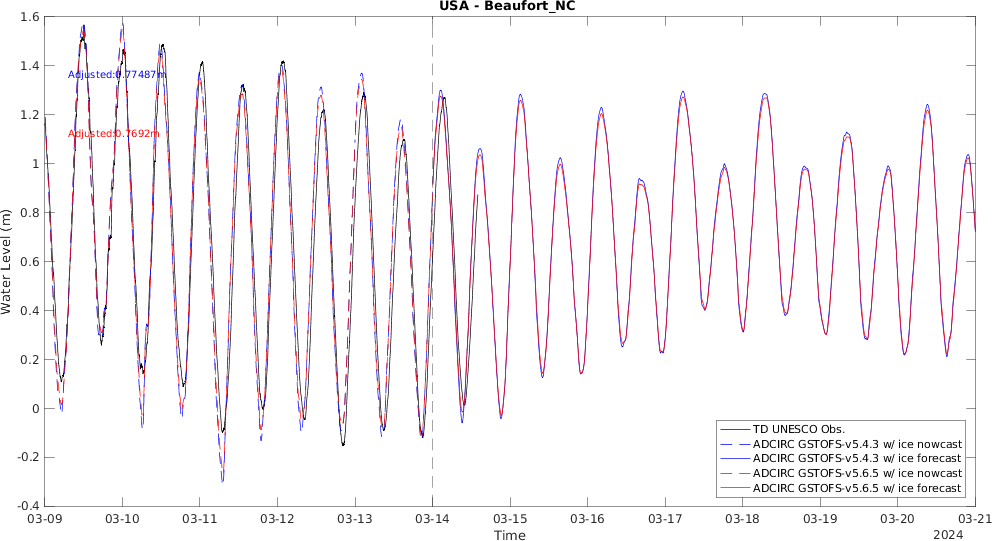 USA - Beaufort_NC
1.6
1.4
1.2
1
0.8
0.6
0.4
0.2
0
-0.2
-0.4
Water Level (m)
Adjusted:0.77487m
Adjusted:0.7692m
TD UNESCO Obs.
ADCIRC GSTOFS-v5.4.3 w/ ice nowcast
ADCIRC GSTOFS-v5.4.3 w/ ice forecast
ADCIRC GSTOFS-v5.6.5 w/ ice nowcast
ADCIRC GSTOFS-v5.6.5 w/ ice forecast
03-09 03-10 03-11 03-12 03-13 03-14 03-15 03-16 03-17 03-18 03-19 03-20 03-21
Time
2024